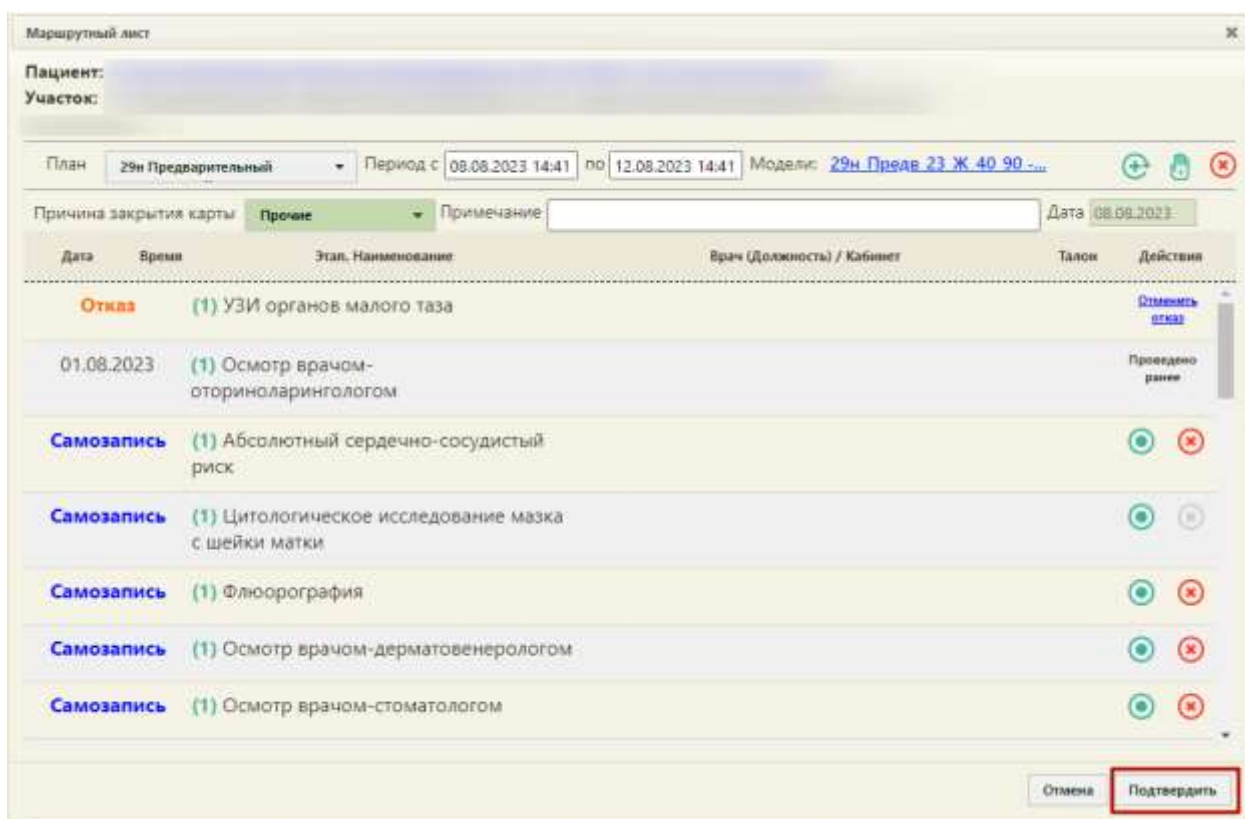 Маршрутный лист
Пациент:
Участок:
План 29н Предварительный Период с 08.08.2023 14:41 по 12.08.2023 14:41 Модели: 29н Предв 23 Ж 40 90 -...
Причина закрытия карты Прочие Примечание Дата 08.08.2023
Дата Время Этап. Наименование Врач (Должность) / Кабинет Талон Действия
Отказ (1) УЗИ органов малого таза Отменить
отказ
01.08.2023 (1) Осмотр врачом- Проведено
оториноларингологом ранее
Самозапись (1) Абсолютный сердечно-сосудистый
риск
Самозапись (1) Цитологическое исследование мазка
с шейки матки
Самозапись (1) Флюорография
Самозапись (1) Осмотр врачом-дерматовенерологом
Самозапись (1) Осмотр врачом-стоматологом
Отмена Подтвердить